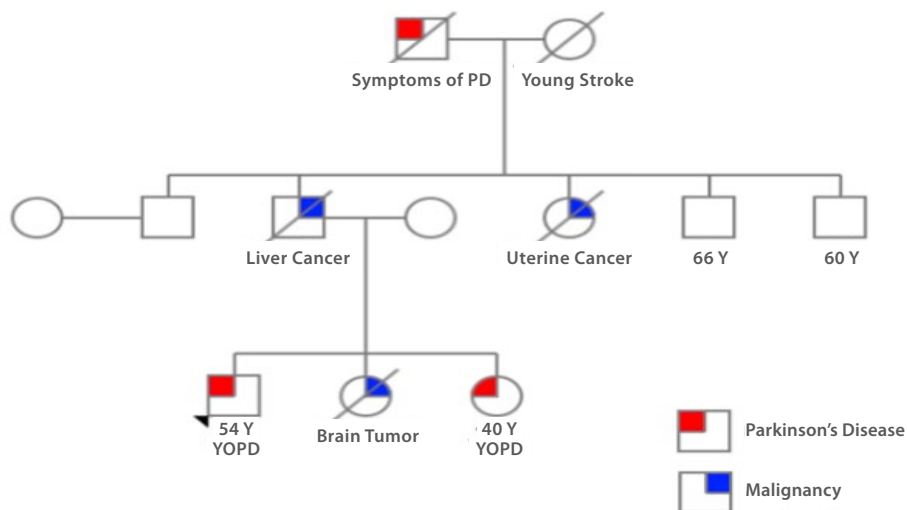 Symptoms of PD
Young Stroke
Liver Cancer
Uterine Cancer
66 Y
60 Y
54 Y
YOPD
Brain Tumor
40 Y
YOPD
Parkinson's Disease
Malignancy